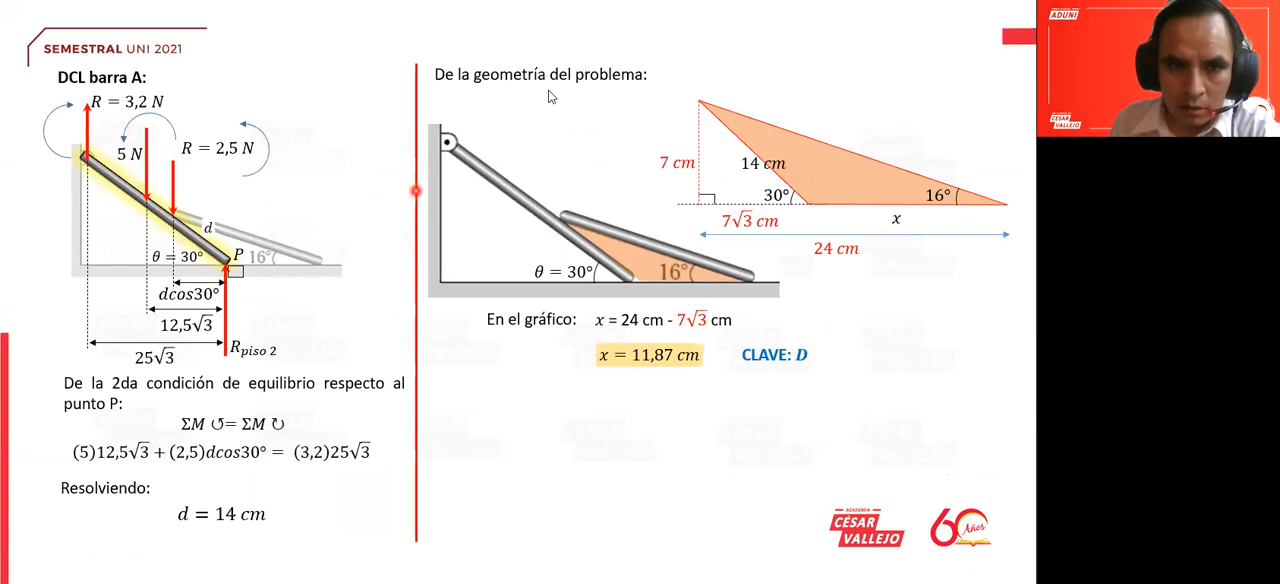 SEMESTRAL UNI 2021
DCL barra A:
R = 3,2 N
5 N
R = 2,5 N
d
θ = 30°
P
16°
dcos30°
12,5√3
25√3
R_piso 2
De la 2da condición de equilibrio respecto al
punto P:
ΣM ↺= ΣM ↻
(5)12,5√3 + (2,5)dcos30° = (3,2)25√3
Resolviendo:
d = 14 cm
De la geometría del problema:
θ = 30°
16°
7 cm
14 cm
30°
16°
7√3 cm
x
24 cm
En el gráfico: x = 24 cm - 7√3 cm
x = 11,87 cm
CLAVE: D
ACADEMIA
CÉSAR
VALLEJO
60
Años
ADUNI
ACADEMIA
CÉSAR
VALLEJO